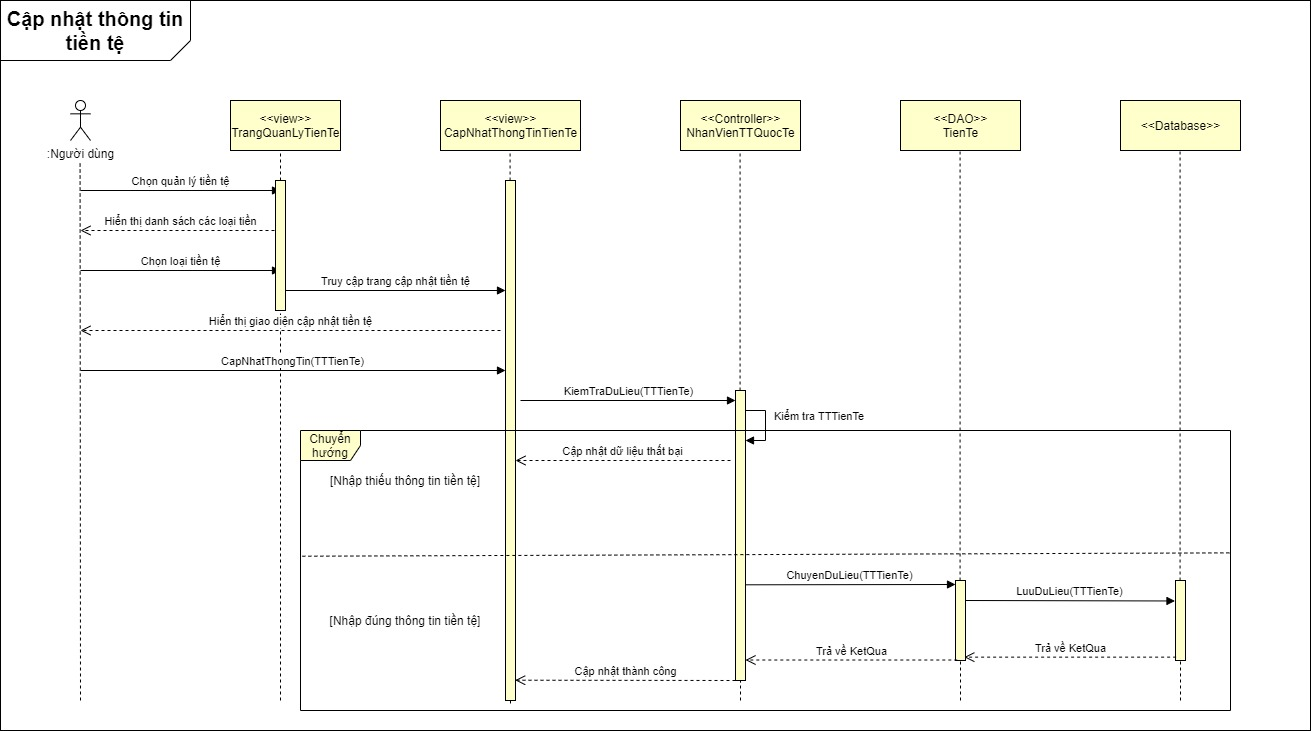 Cập nhật thông tin
tiền tệ
:Người dùng
<<view>>
TrangQuanLyTienTe
<<view>>
CapNhatThongTinTienTe
<<Controller>>
NhanVienTTQuocTe
<<DAO>>
TienTe
<<Database>>
Chọn quản lý tiền tệ
Hiển thị danh sách các loại tiền
Chọn loại tiền tệ
Truy cập trang cập nhật tiền tệ
Hiển thị giao diện cập nhật tiền tệ
CapNhatThongTin(TTTienTe)
KiemTraDuLieu(TTTienTe)
Kiểm tra TTTienTe
Chuyển
hướng
Cập nhật dữ liệu thất bại
[Nhập thiếu thông tin tiền tệ]
ChuyenDuLieu(TTTienTe)
LuuDuLieu(TTTienTe)
[Nhập đúng thông tin tiền tệ]
Trả về KetQua
Trả về KetQua
Cập nhật thành công